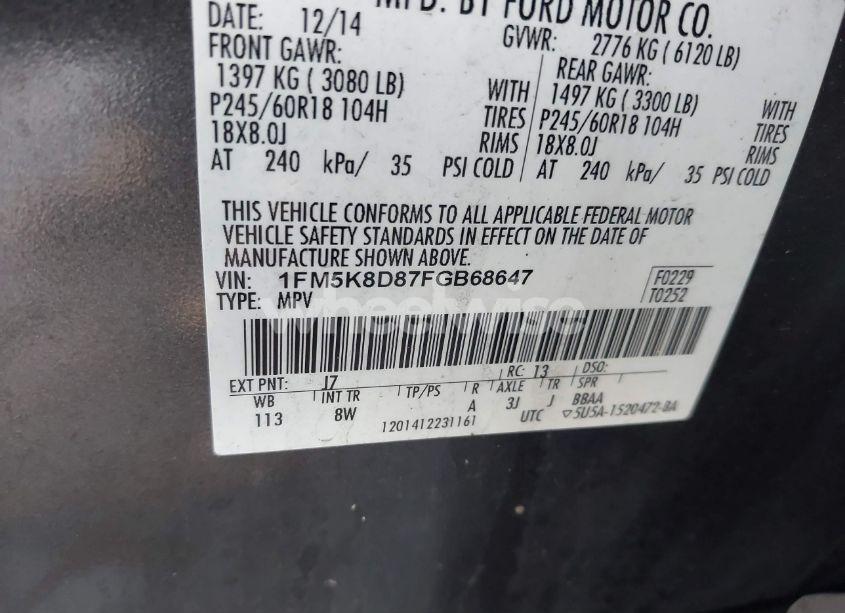 MFD. BY FORD MOTOR CO.
DATE: 12/14 GVWR: 2776 KG ( 6120 LB)
FRONT GAWR: REAR GAWR:
1397 KG ( 3080 LB) WITH 1497 KG ( 3300 LB) WITH
P245/60R18 104H TIRES P245/60R18 104H TIRES
18X8.0J RIMS 18X8.0J RIMS
AT 240 kPa/ 35 PSI COLD AT 240 kPa/ 35 PSI COLD
THIS VEHICLE CONFORMS TO ALL APPLICABLE FEDERAL MOTOR
VEHICLE SAFETY STANDARDS IN EFFECT ON THE DATE OF
MANUFACTURE SHOWN ABOVE.
VIN: 1FM5K8D87FGB68647 F0229
TYPE: MPV T0252
wheelwise
EXT PNT: J7 RC: 13 DSO:
WB INT TR TP/PS R AXLE TR SPR
113 8W A 3J J BBAA
1201412231161 UTC ▽5U5A-1520472-BA